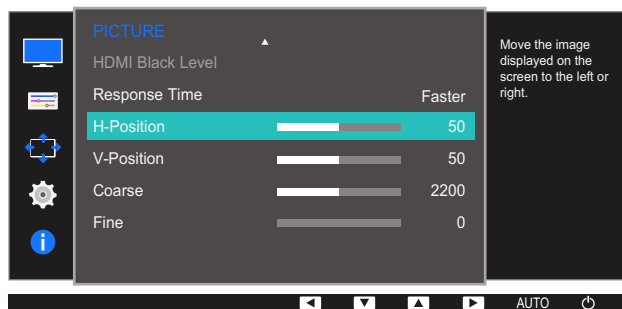 PICTURE
HDMI Black Level
Response Time Faster
H-Position 50
V-Position 50
Coarse 2200
Fine 0
Move the image
displayed on the
screen to the left or
right.
AUTO